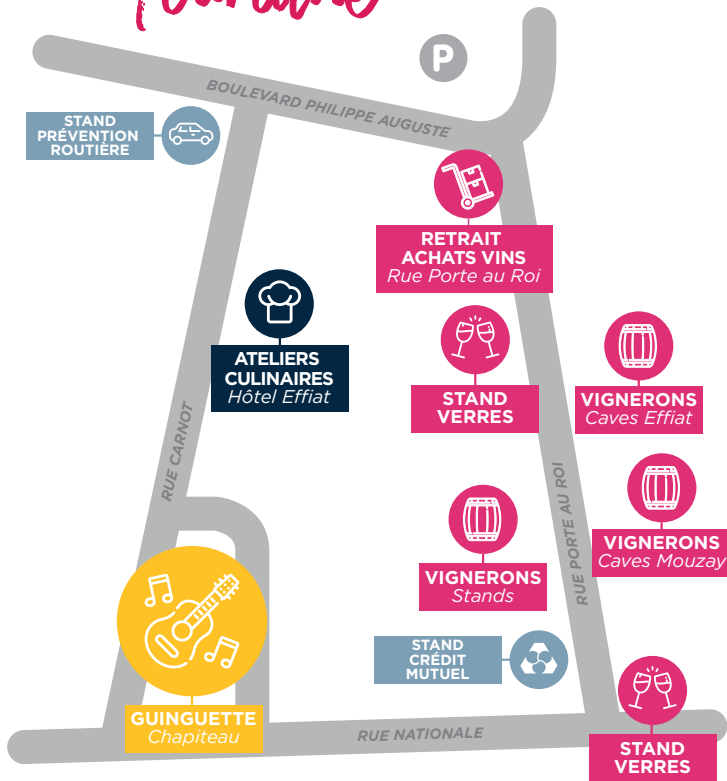 Touraine
P
BOULEVARD PHILIPPE AUGUSTE
STAND
PRÉVENTION
ROUTIÈRE
RETRAIT
ACHATS VINS
Rue Porte au Roi
ATELIERS
CULINAIRES
Hôtel Effiat
STAND
VERRES
VIGNERONS
Caves Effiat
RUE CARNOT
RUE PORTE AU ROI
VIGNERONS
Caves Mouzay
VIGNERONS
Stands
STAND
CRÉDIT
MUTUEL
GUINGUETTE
Chapiteau
RUE NATIONALE
STAND
VERRES